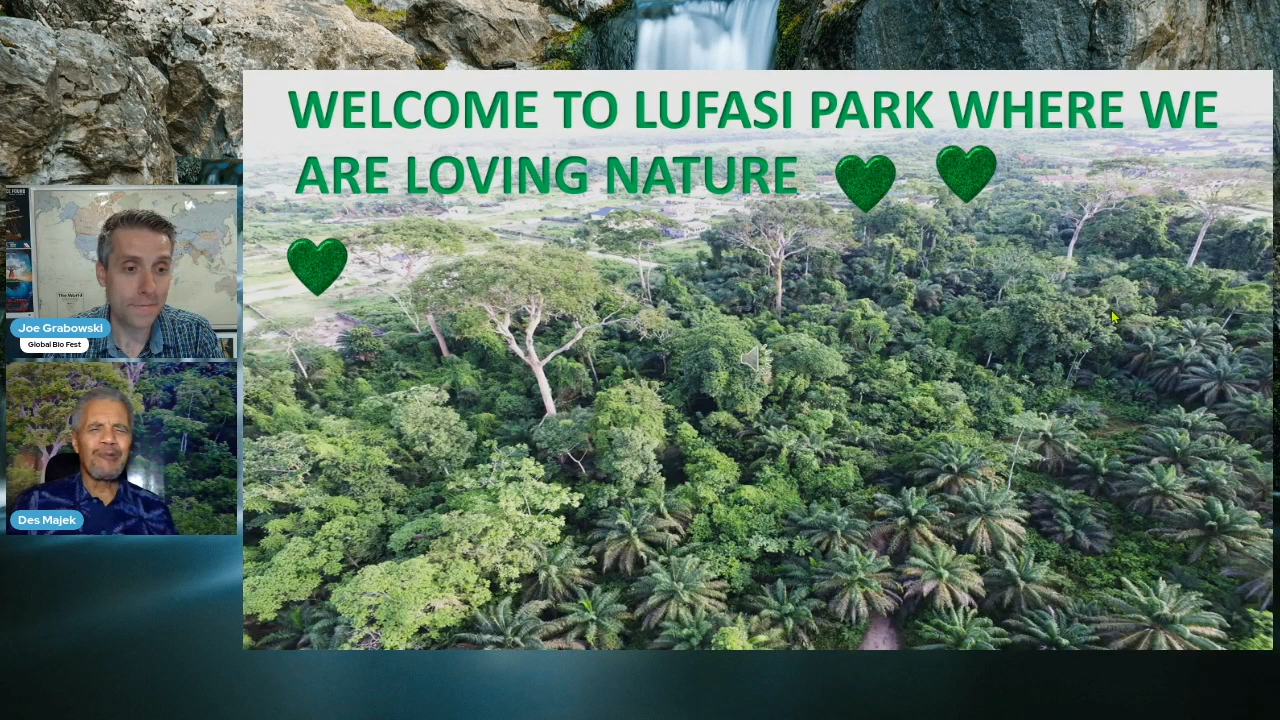 WELCOME TO LUFASI PARK WHERE WE
ARE LOVING NATURE
Joe Grabowski
Global Bio Fest
Des Majek